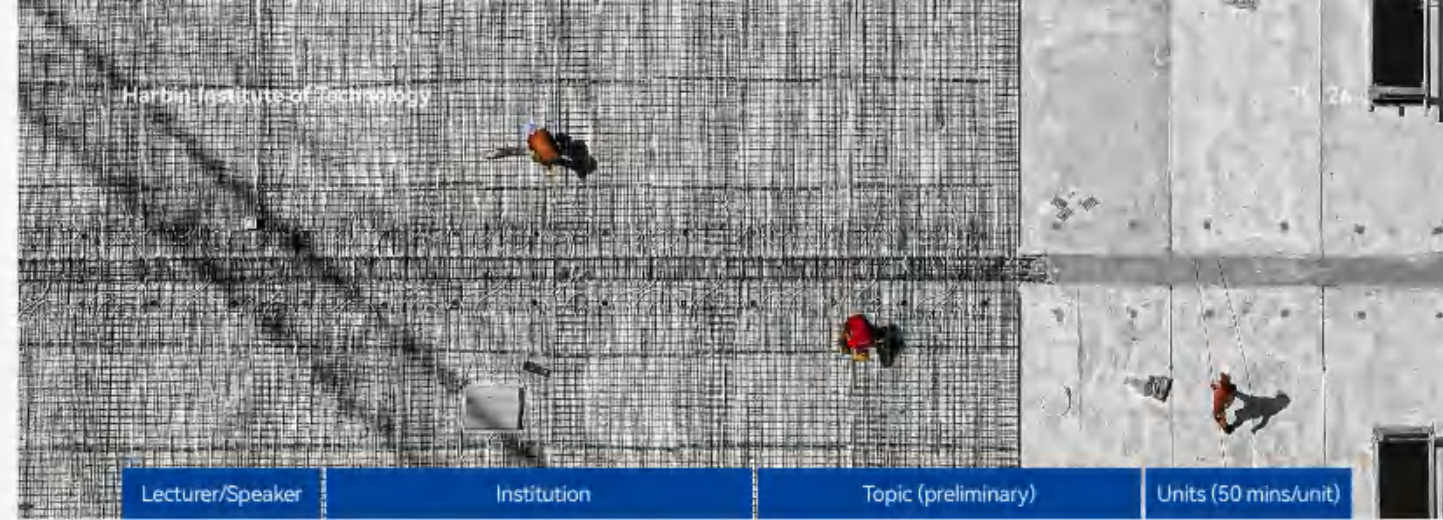 Harbin Institute of Technology
Lecturer/Speaker Institution Topic (preliminary) Units (50 mins/unit)